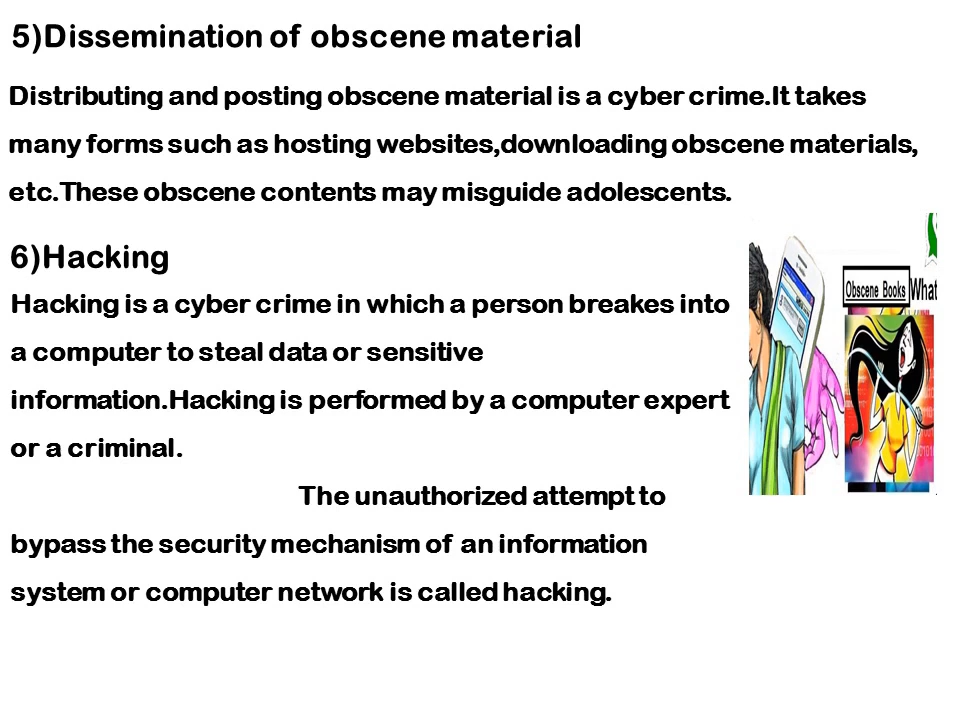 5)Dissemination of obscene material
Distributing and posting obscene material is a cyber crime.It takes
many forms such as hosting websites,downloading obscene materials,
etc.These obscene contents may misguide adolescents.
6)Hacking
Hacking is a cyber crime in which a person breakes into
a computer to steal data or sensitive
information.Hacking is performed by a computer expert
or a criminal.
The unauthorized attempt to
bypass the security mechanism of an information
system or computer network is called hacking.
Obscene Books What